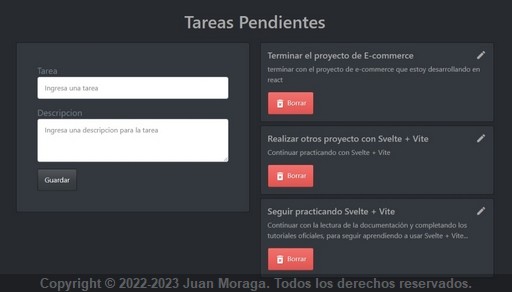 Tareas Pendientes
Tarea
Ingresa una tarea
Descripcion
Ingresa una descripcion para la tarea
Guardar
Terminar el proyecto de E-commerce
terminar con el proyecto de e-commerce que estoy desarrollando en
react
Borrar
Realizar otros proyecto con Svelte + Vite
Continuar practicando con Svelte + Vite
Borrar
Seguir practicando Svelte + Vite
Continuar con la lectura de la documentación y completando los
tutoriales oficiales, para seguir aprendiendo a usar Svelte + Vite...
Borrar
Copyright © 2022-2023 Juan Moraga. Todos los derechos reservados.